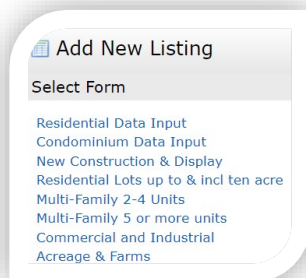 Add New Listing
Select Form
Residential Data Input
Condominium Data Input
New Construction & Display
Residential Lots up to & incl ten acre
Multi-Family 2-4 Units
Multi-Family 5 or more units
Commercial and Industrial
Acreage & Farms